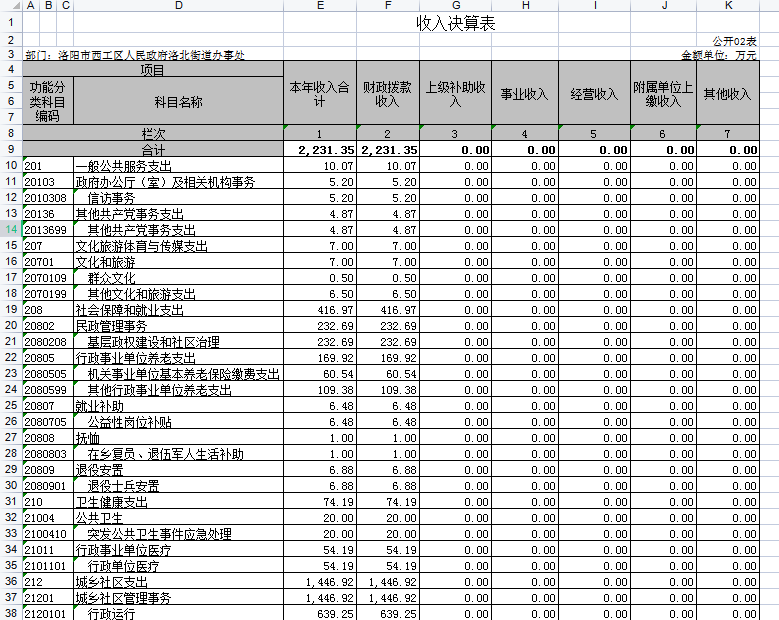 A B C D E F G H I J K
1 收入决算表
2 公开02表
3 部门：洛阳市西工区人民政府洛北街道办事处 金额单位：万元
4 项目
5 功能分类科目编码 科目名称 本年收入合计 财政拨款收入 上级补助收入 事业收入 经营收入 附属单位上缴收入 其他收入
6
7
8 栏次 1 2 3 4 5 6 7
9 合计 2,231.35 2,231.35 0.00 0.00 0.00 0.00 0.00
10 201 一般公共服务支出 10.07 10.07 0.00 0.00 0.00 0.00 0.00
11 20103 政府办公厅（室）及相关机构事务 5.20 5.20 0.00 0.00 0.00 0.00 0.00
12 2010308 信访事务 5.20 5.20 0.00 0.00 0.00 0.00 0.00
13 20136 其他共产党事务支出 4.87 4.87 0.00 0.00 0.00 0.00 0.00
14 2013699 其他共产党事务支出 4.87 4.87 0.00 0.00 0.00 0.00 0.00
15 207 文化旅游体育与传媒支出 7.00 7.00 0.00 0.00 0.00 0.00 0.00
16 20701 文化和旅游 7.00 7.00 0.00 0.00 0.00 0.00 0.00
17 2070109 群众文化 0.50 0.50 0.00 0.00 0.00 0.00 0.00
18 2070199 其他文化和旅游支出 6.50 6.50 0.00 0.00 0.00 0.00 0.00
19 208 社会保障和就业支出 416.97 416.97 0.00 0.00 0.00 0.00 0.00
20 20802 民政管理事务 232.69 232.69 0.00 0.00 0.00 0.00 0.00
21 2080208 基层政权建设和社区治理 232.69 232.69 0.00 0.00 0.00 0.00 0.00
22 20805 行政事业单位养老支出 169.92 169.92 0.00 0.00 0.00 0.00 0.00
23 2080505 机关事业单位基本养老保险缴费支出 60.54 60.54 0.00 0.00 0.00 0.00 0.00
24 2080599 其他行政事业单位养老支出 109.38 109.38 0.00 0.00 0.00 0.00 0.00
25 20807 就业补助 6.48 6.48 0.00 0.00 0.00 0.00 0.00
26 2080705 公益性岗位补贴 6.48 6.48 0.00 0.00 0.00 0.00 0.00
27 20808 抚恤 1.00 1.00 0.00 0.00 0.00 0.00 0.00
28 2080803 在乡复员、退伍军人生活补助 1.00 1.00 0.00 0.00 0.00 0.00 0.00
29 20809 退役安置 6.88 6.88 0.00 0.00 0.00 0.00 0.00
30 2080901 退役士兵安置 6.88 6.88 0.00 0.00 0.00 0.00 0.00
31 210 卫生健康支出 74.19 74.19 0.00 0.00 0.00 0.00 0.00
32 21004 公共卫生 20.00 20.00 0.00 0.00 0.00 0.00 0.00
33 2100410 突发公共卫生事件应急处理 20.00 20.00 0.00 0.00 0.00 0.00 0.00
34 21011 行政事业单位医疗 54.19 54.19 0.00 0.00 0.00 0.00 0.00
35 2101101 行政单位医疗 54.19 54.19 0.00 0.00 0.00 0.00 0.00
36 212 城乡社区支出 1,446.92 1,446.92 0.00 0.00 0.00 0.00 0.00
37 21201 城乡社区管理事务 1,446.92 1,446.92 0.00 0.00 0.00 0.00 0.00
38 2120101 行政运行 639.25 639.25 0.00 0.00 0.00 0.00 0.00